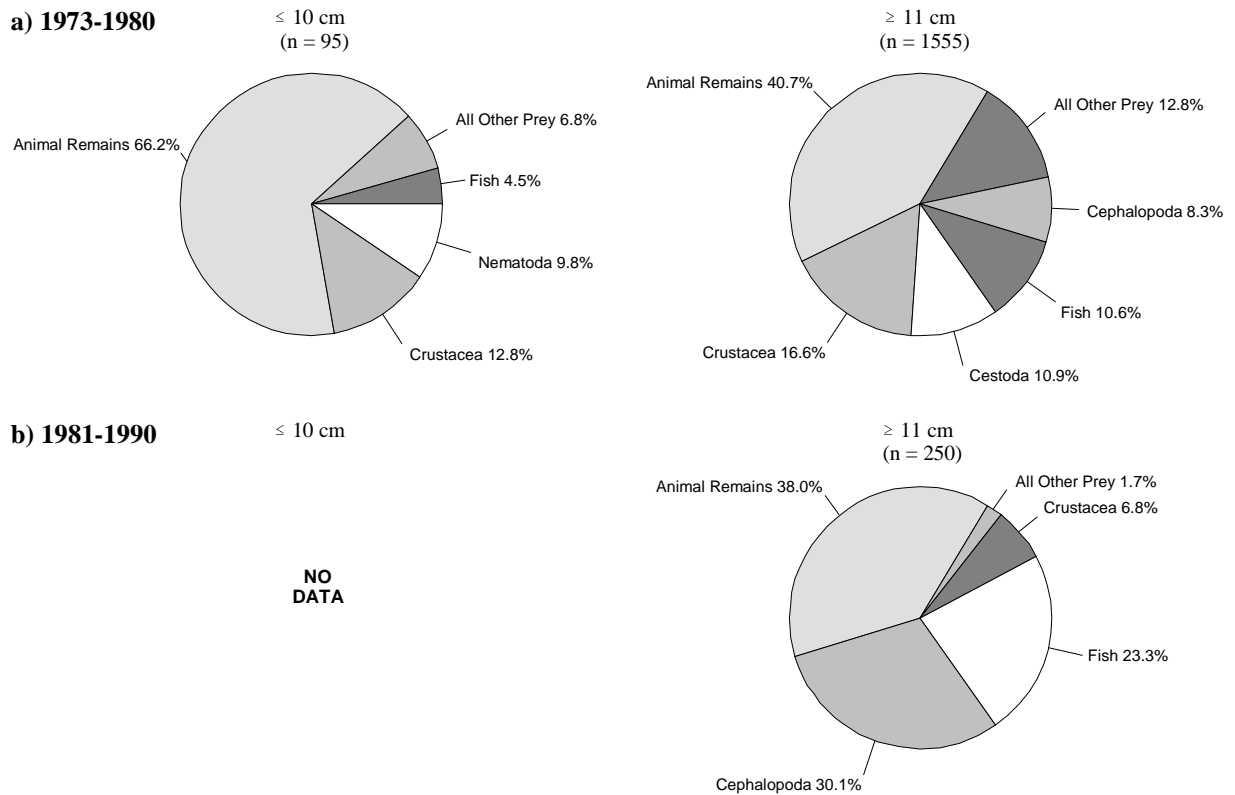 a) 1973-1980
≤ 10 cm
(n = 95)
Animal Remains 66.2%
All Other Prey 6.8%
Fish 4.5%
Nematoda 9.8%
Crustacea 12.8%
≥ 11 cm
(n = 1555)
Animal Remains 40.7%
All Other Prey 12.8%
Cephalopoda 8.3%
Fish 10.6%
Cestoda 10.9%
Crustacea 16.6%
b) 1981-1990
≤ 10 cm
NO
DATA
≥ 11 cm
(n = 250)
Animal Remains 38.0%
All Other Prey 1.7%
Crustacea 6.8%
Fish 23.3%
Cephalopoda 30.1%